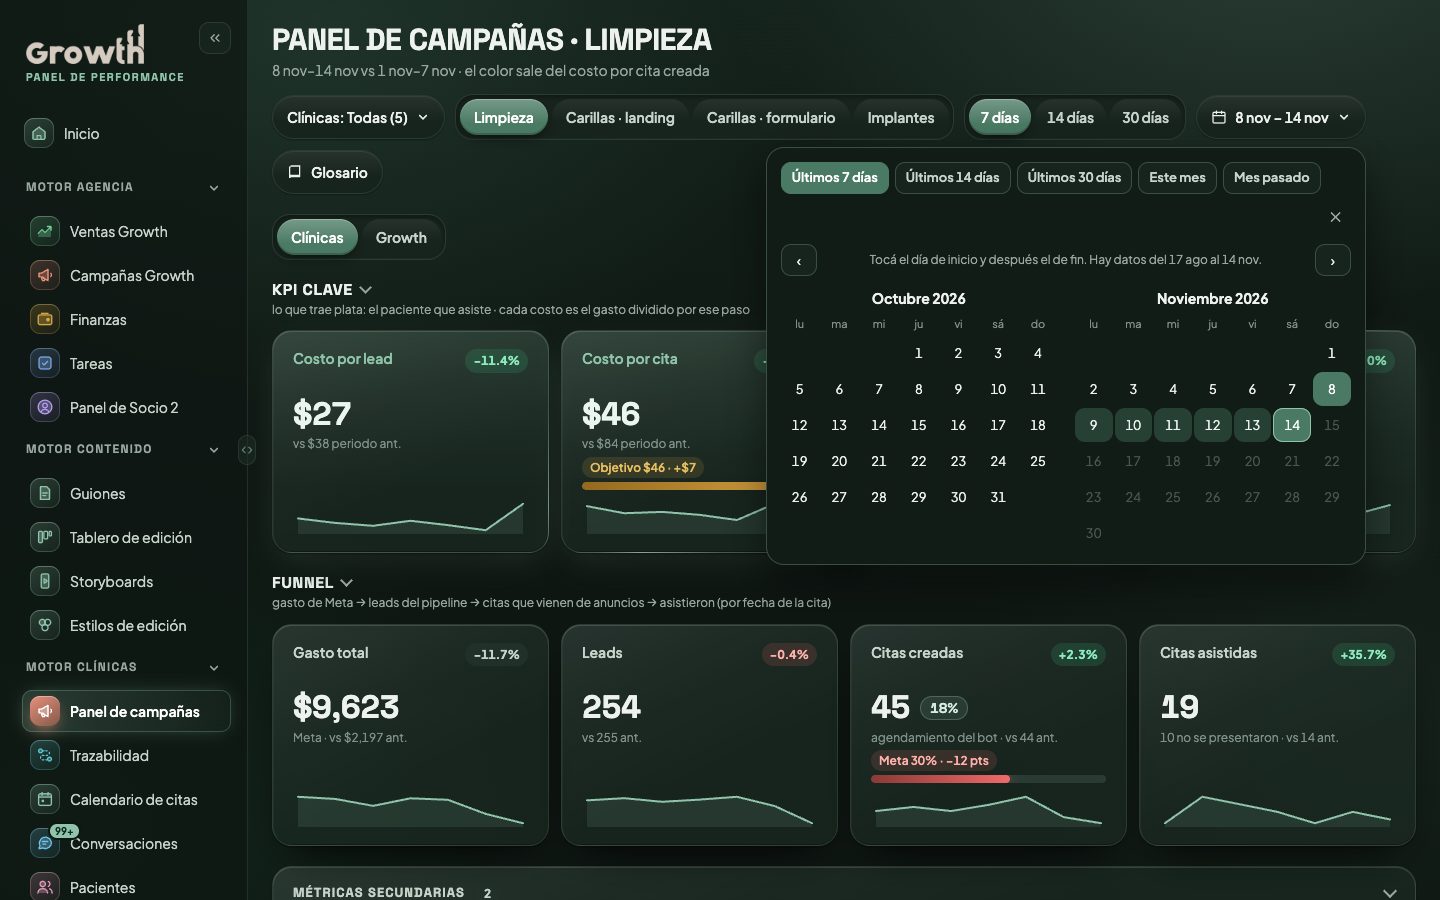 Growth
PANEL DE PERFORMANCE
Inicio
MOTOR AGENCIA
Ventas Growth
Campañas Growth
Finanzas
Tareas
Panel de Socio 2
MOTOR CONTENIDO
Guiones
Tablero de edición
Storyboards
Estilos de edición
MOTOR CLÍNICAS
Panel de campañas
Trazabilidad
Calendario de citas
99+
Conversaciones
Pacientes
PANEL DE CAMPAÑAS · LIMPIEZA
8 nov–14 nov vs 1 nov–7 nov · el color sale del costo por cita creada
Clínicas: Todas (5)
Limpieza Carillas · landing Carillas · formulario Implantes
7 días 14 días 30 días
8 nov – 14 nov
Glosario
Clínicas Growth
Últimos 7 días Últimos 14 días Últimos 30 días Este mes Mes pasado
Tocá el día de inicio y después el de fin. Hay datos del 17 ago al 14 nov.
Octubre 2026
lu ma mi ju vi sá do
1 2 3 4
5 6 7 8 9 10 11
12 13 14 15 16 17 18
19 20 21 22 23 24 25
26 27 28 29 30 31
Noviembre 2026
lu ma mi ju vi sá do
1
2 3 4 5 6 7 8
9 10 11 12 13 14 15
16 17 18 19 20 21 22
23 24 25 26 27 28 29
30
KPI CLAVE
lo que trae plata: el paciente que asiste · cada costo es el gasto dividido por ese paso
Costo por lead
-11.4%
$27
vs $38 periodo ant.
Costo por cita
$46
vs $84 periodo ant.
Objetivo $46 · +$7
0%
FUNNEL
gasto de Meta → leads del pipeline → citas que vienen de anuncios → asistieron (por fecha de la cita)
Gasto total
-11.7%
$9,623
Meta · vs $2,197 ant.
Leads
-0.4%
254
vs 255 ant.
Citas creadas
+2.3%
45 18%
agendamiento del bot · vs 44 ant.
Meta 30% · -12 pts
Citas asistidas
+35.7%
19
10 no se presentaron · vs 14 ant.
MÉTRICAS SECUNDARIAS 2